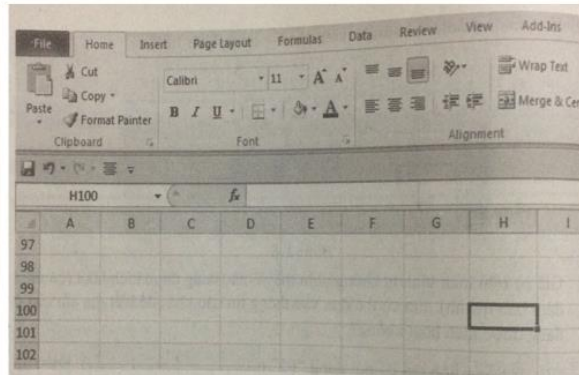 File Home Insert Page Layout Formulas Data Review View Add-Ins
Cut
Copy
Format Painter
Paste
Calibri 11 A A
B I U A
Wrap Text
Merge & Cen
Clipboard Font Alignment
H100 fx
A B C D E F G H I
97
98
99
100
101
102